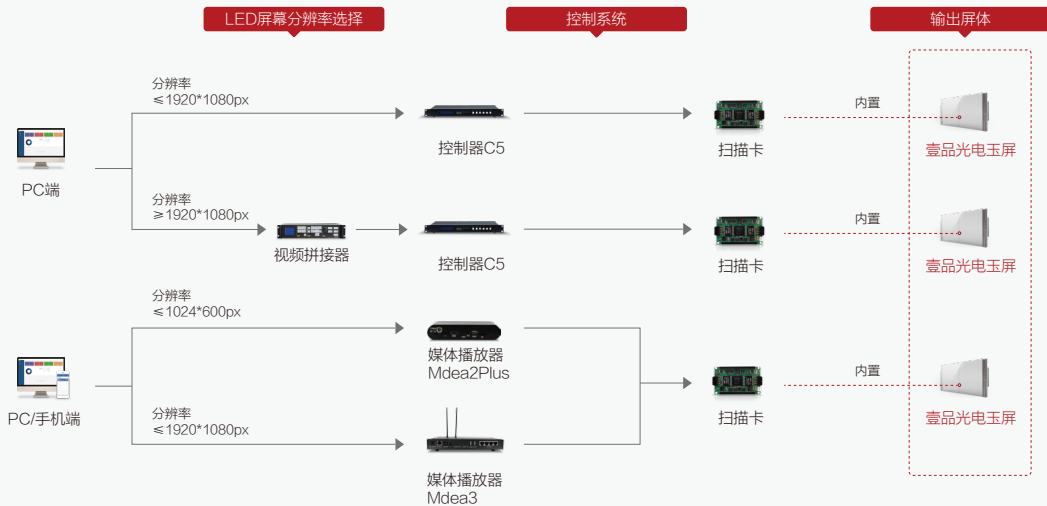 LED屏幕分辨率选择
控制系统
输出屏体
分辨率
≤1920*1080px
控制器C5
扫描卡
内置
壹品光电玉屏
PC端
分辨率
≥1920*1080px
视频拼接器
控制器C5
扫描卡
内置
壹品光电玉屏
分辨率
≤1024*600px
媒体播放器
Mdea2Plus
PC/手机端
扫描卡
内置
壹品光电玉屏
分辨率
≤1920*1080px
媒体播放器
Mdea3